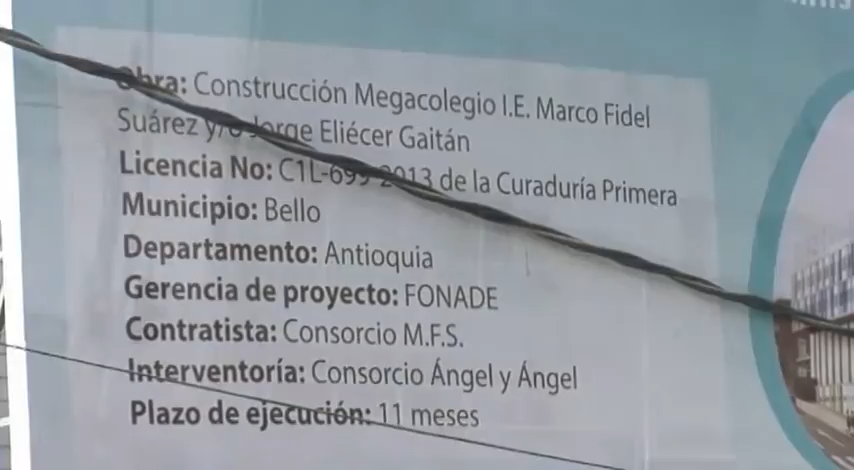 Obra: Construcción Megacolegio I.E. Marco Fidel
Suárez y/o Jorge Eliécer Gaitán
Licencia No: C1L-699-2013 de la Curaduría Primera
Municipio: Bello
Departamento: Antioquia
Gerencia de proyecto: FONADE
Contratista: Consorcio M.F.S.
Interventoría: Consorcio Ángel y Ángel
Plazo de ejecución: 11 meses